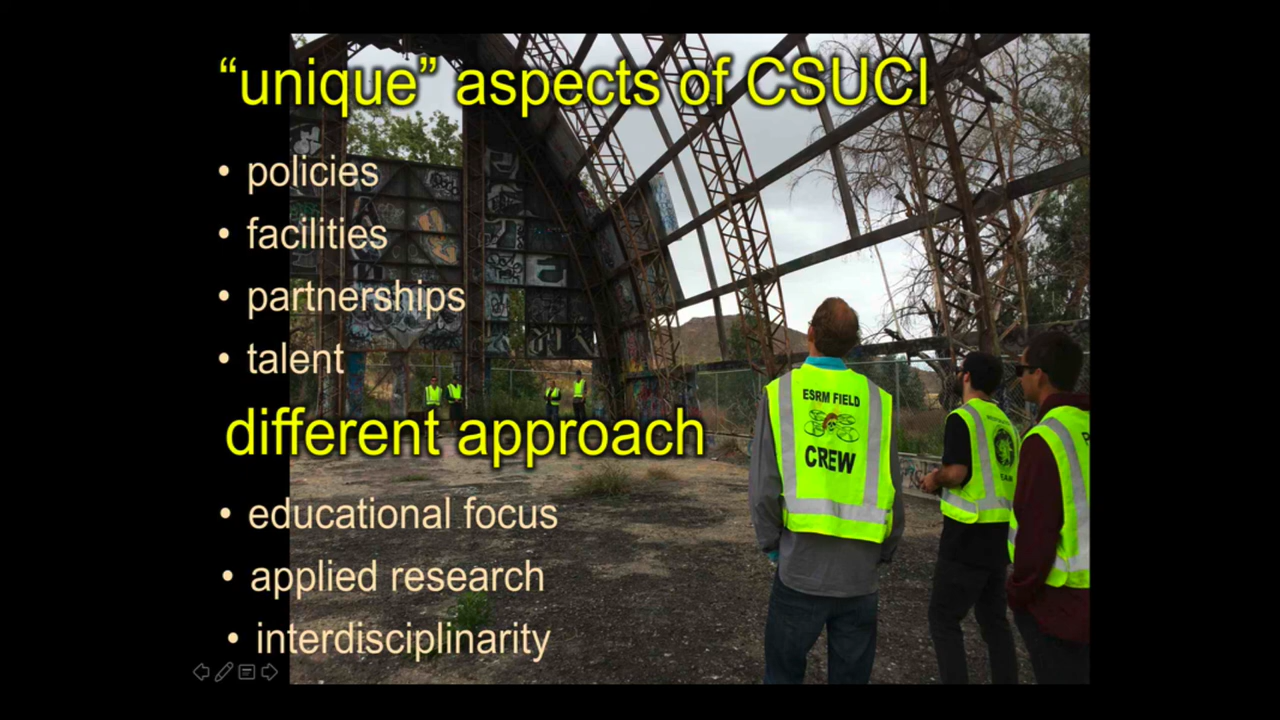 “unique” aspects of CSUCI
• policies
• facilities
• partnerships
• talent
different approach
• educational focus
• applied research
• interdisciplinarity
ESRM FIELD
CREW